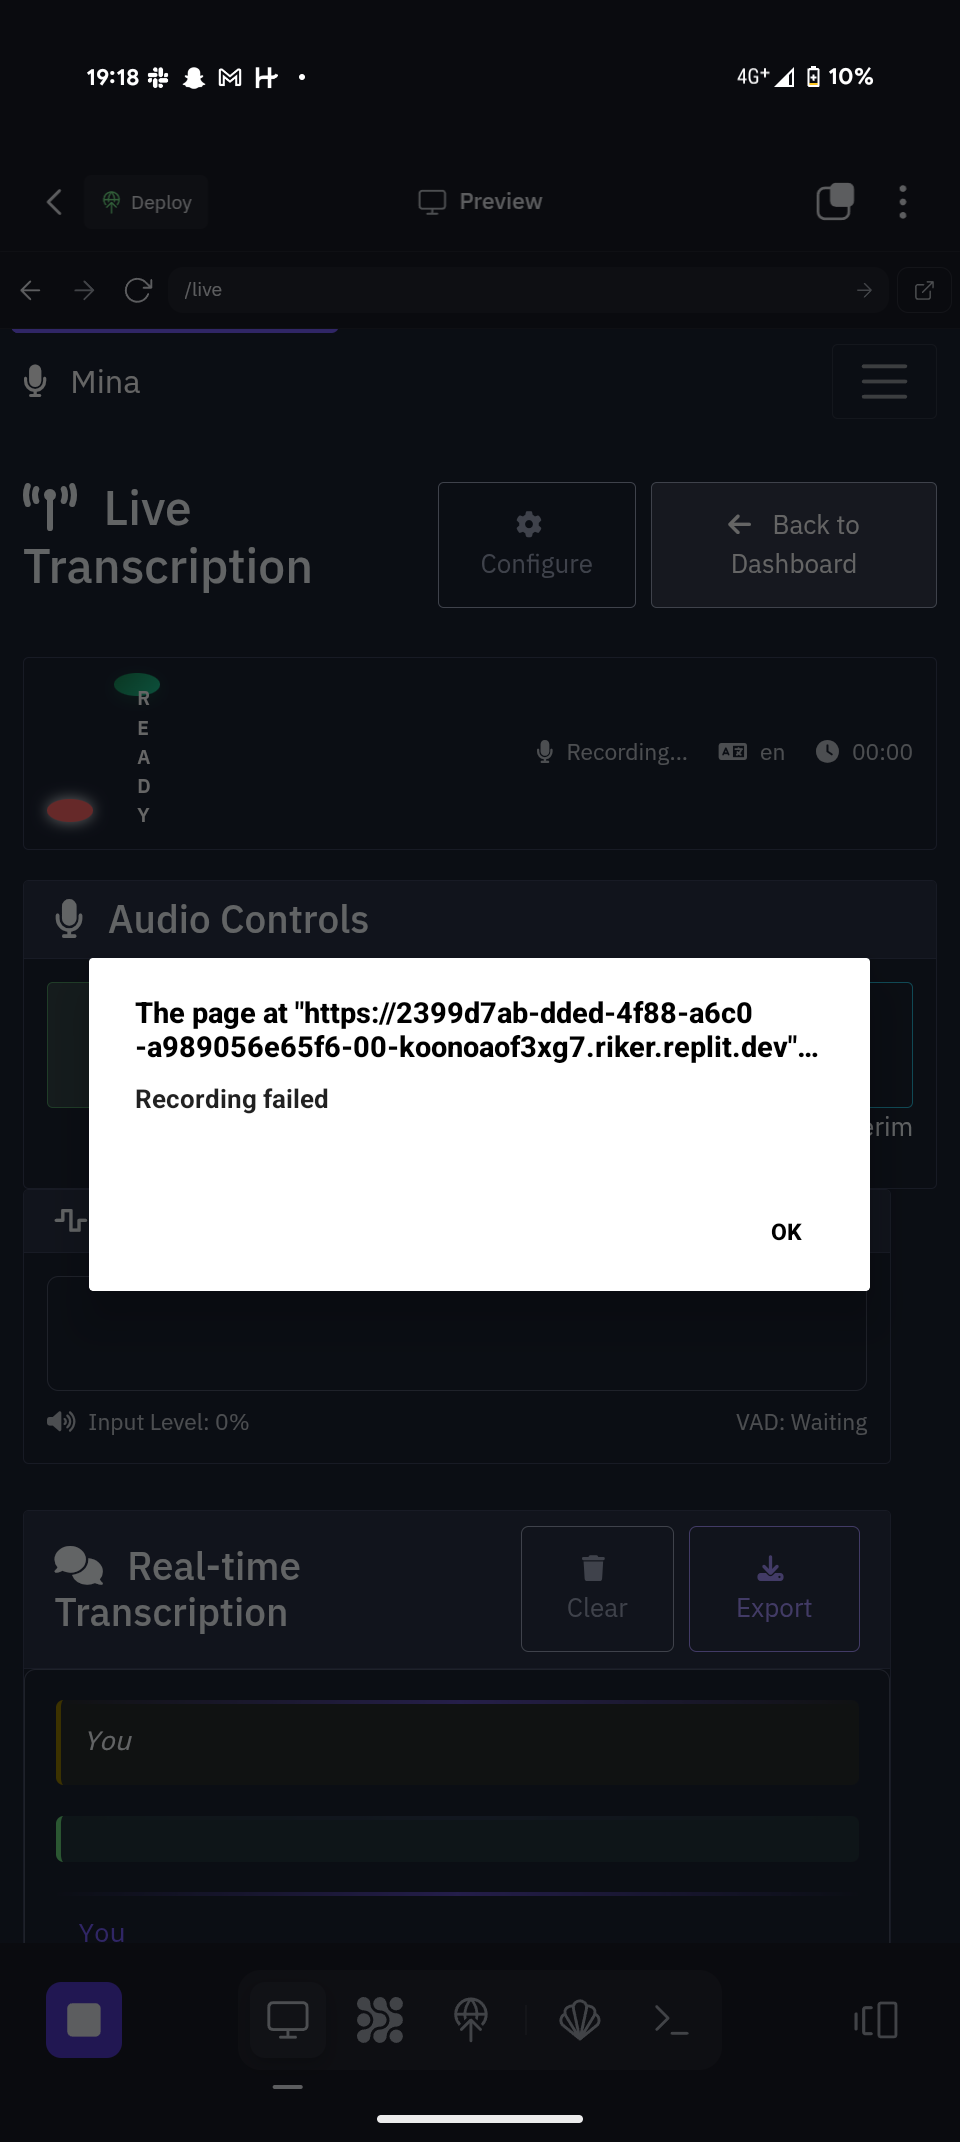 19:18
4G+ 10%
Deploy
Preview
/live
Mina
Live
Transcription
Configure
Back to
Dashboard
R
E
A
D
Y
Recording...
en
00:00
Audio Controls
The page at "https://2399d7ab-dded-4f88-a6c0
-a989056e65f6-00-koonoaof3xg7.riker.replit.dev"...
Recording failed
erim
OK
Input Level: 0%
VAD: Waiting
Real-time
Transcription
Clear
Export
You
You